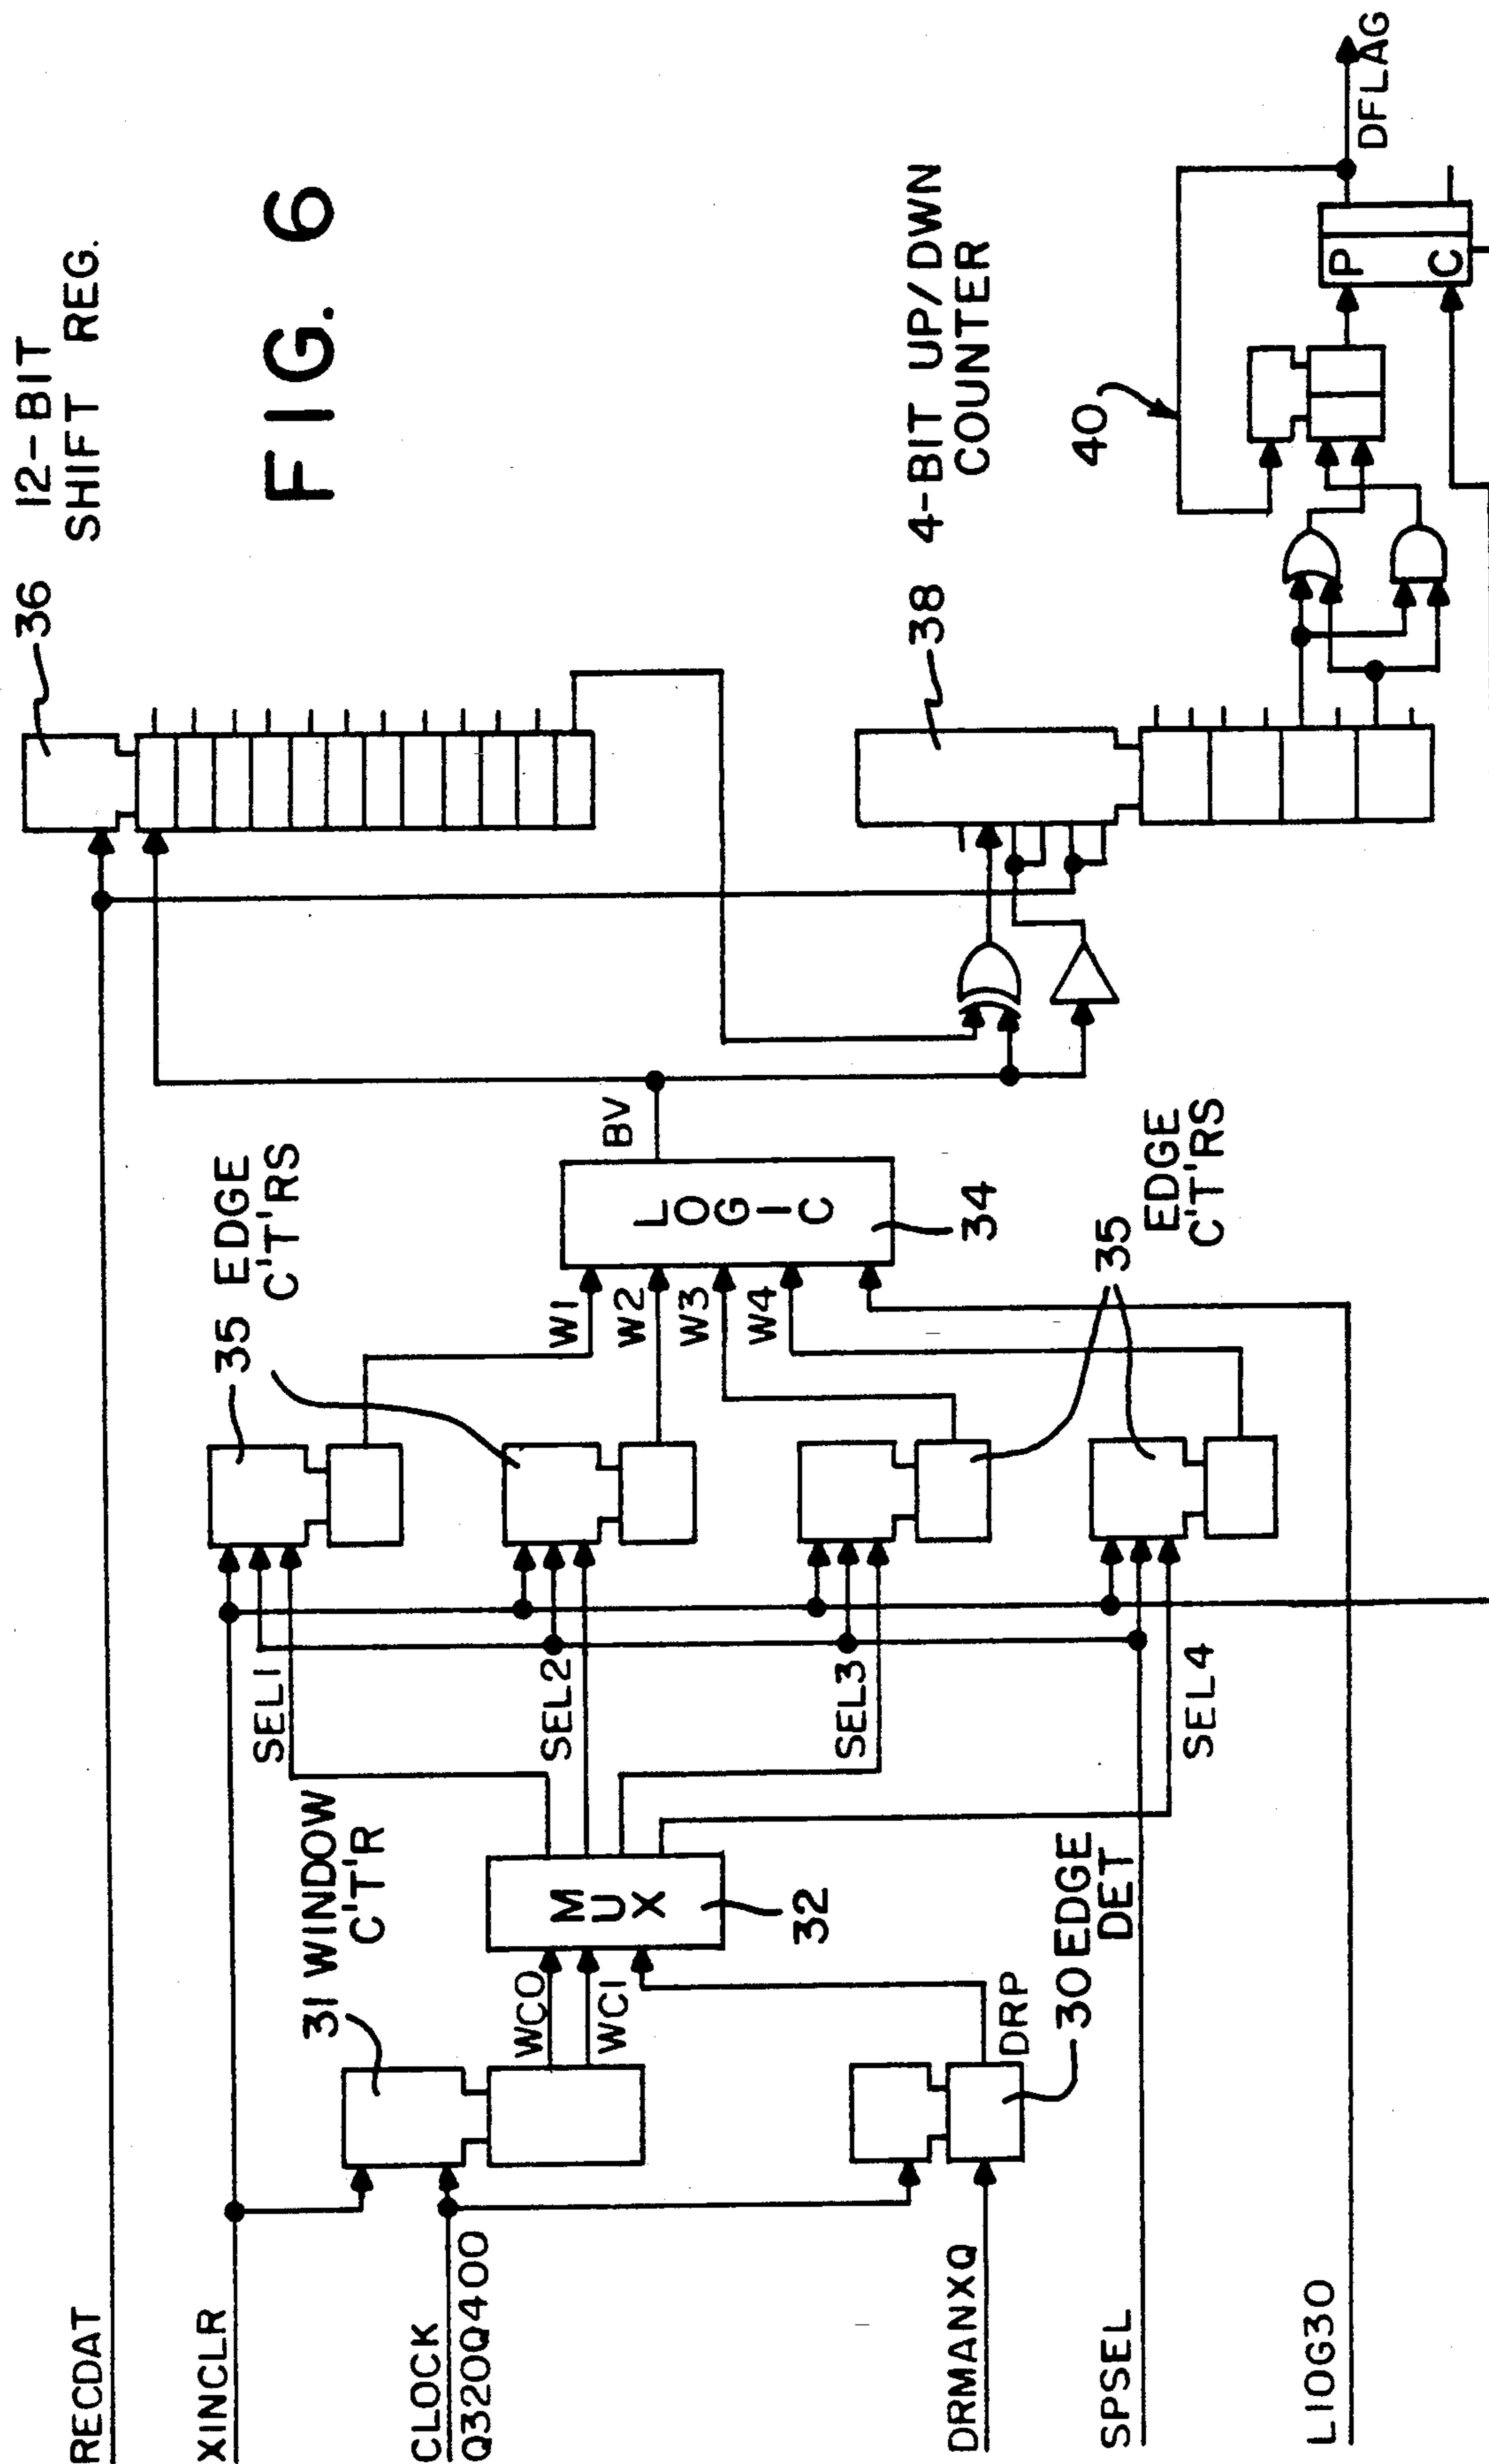 FIG. 6
RECDAT
XINCLR
CLOCK
Q320Q400
DRMANXQ
SPSEL
L10G30
31 WINDOW
C'T'R
WC0
WC1
DRP
30 EDGE
DET
MUX
32
SEL1
SEL2
SEL3
SEL4
35 EDGE
C'T'RS
35
EDGE
C'T'RS
W1
W2
W3
W4
LOGIC
34
BV
36
12-BIT
SHIFT REG.
38
4-BIT UP/DWN
COUNTER
40
P
C
DFLAG